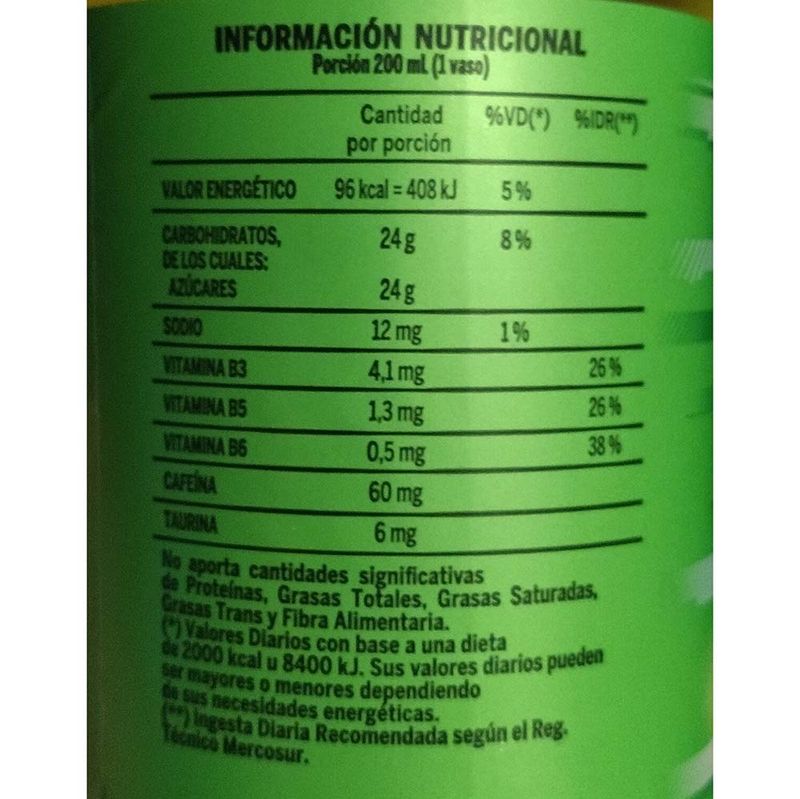 INFORMACIÓN NUTRICIONAL
Porción 200 ml (1 vaso)
Cantidad por porción %VD(*) %IDR(**)
VALOR ENERGÉTICO 96 kcal = 408 kJ 5 %
CARBOHIDRATOS, 24 g 8 %
DE LOS CUALES:
AZÚCARES 24 g
SODIO 12 mg 1 %
VITAMINA B3 4,1 mg 26 %
VITAMINA B5 1,3 mg 26 %
VITAMINA B6 0,5 mg 38 %
CAFEÍNA 60 mg
TAURINA 6 mg
No aporta cantidades significativas
de Proteínas, Grasas Totales, Grasas Saturadas,
Grasas Trans y Fibra Alimentaria.
(*) Valores Diarios con base a una dieta
de 2000 kcal u 8400 kJ. Sus valores diarios pueden
ser mayores o menores dependiendo
de sus necesidades energéticas.
(**) Ingesta Diaria Recomendada según el Reg.
Técnico Mercosur.